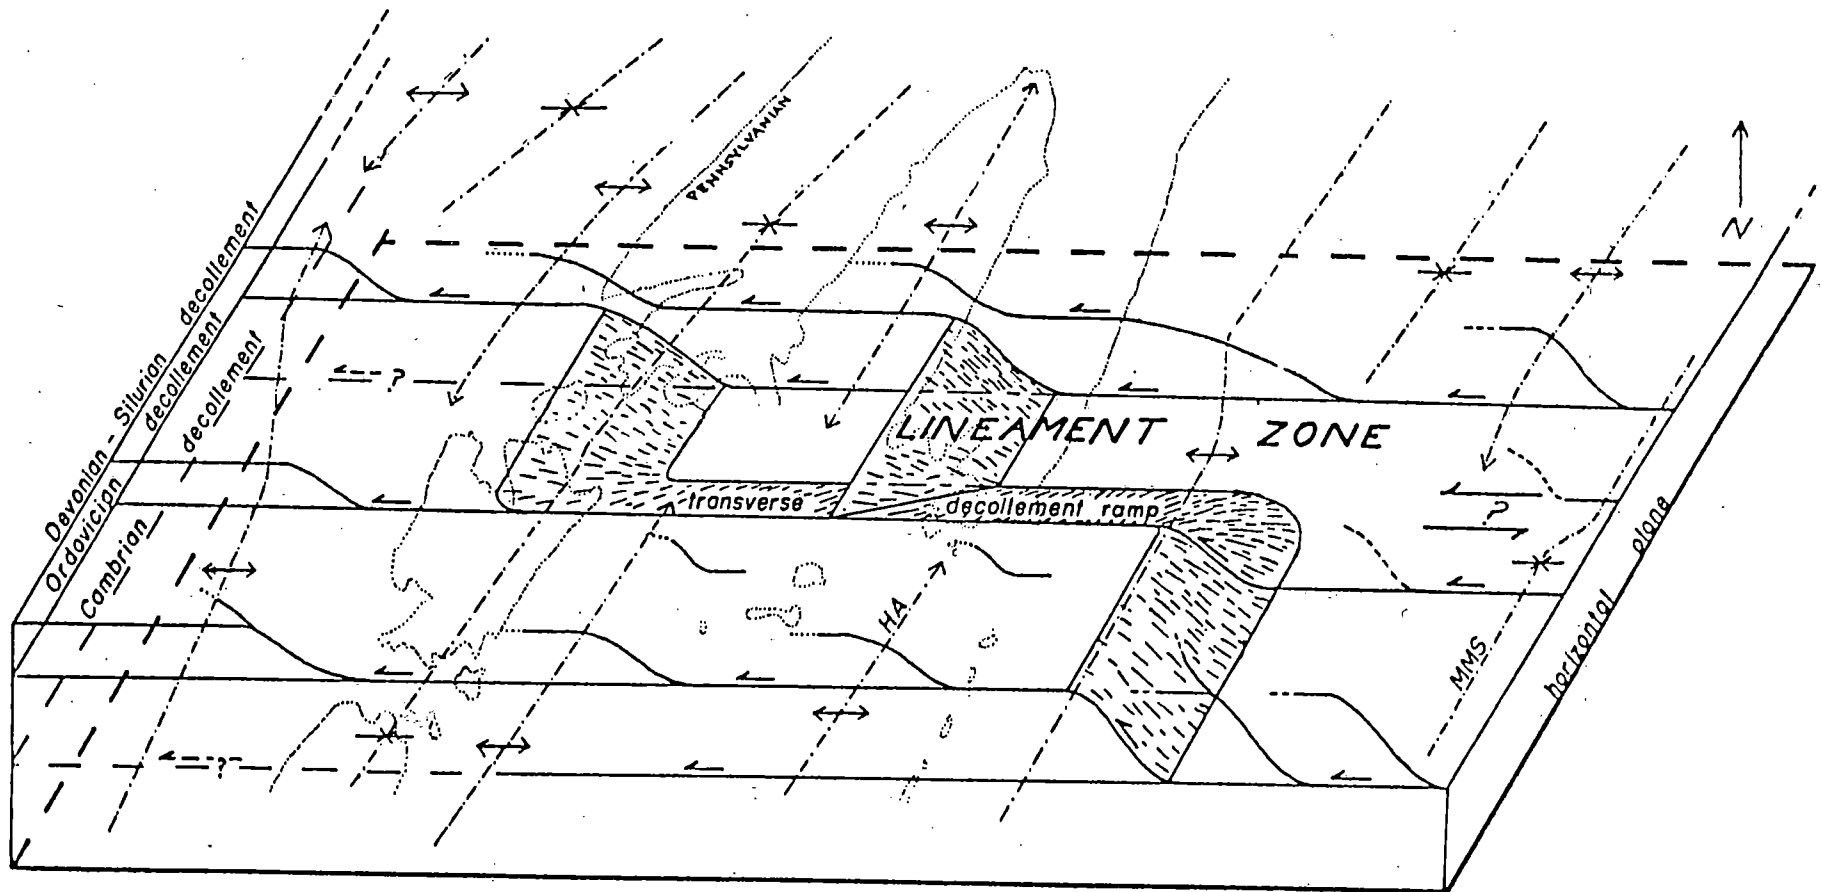 PENNSYLVANIAN
N
Devonian - Silurian decollement
Ordovician decollement
Cambrian decollement
?
LINEAMENT ZONE
transverse decollement ramp
?
HA
MMS
horizontal plane
?